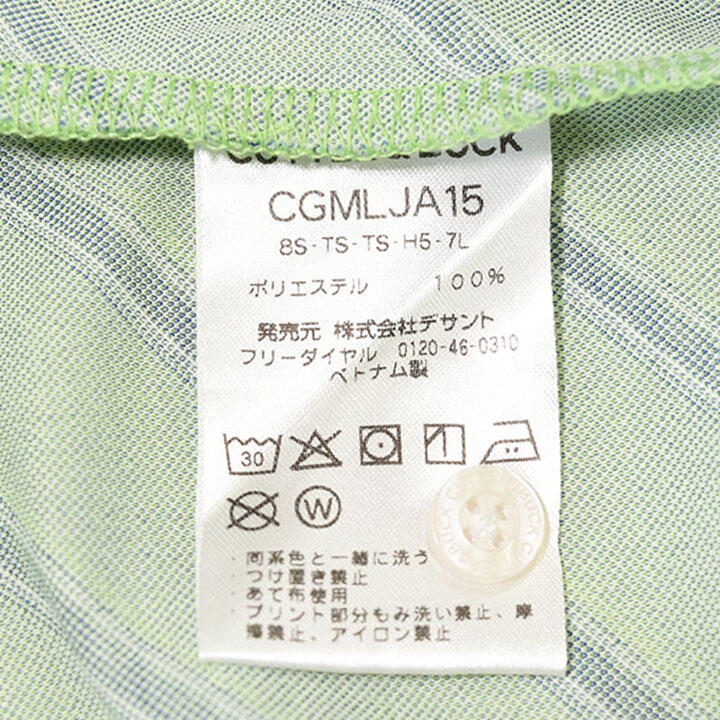 CUTTER & BUCK
CGMLJA15
8S-TS-TS-H5-7L
ポリエステル 100%
発売元 株式会社デサント
フリーダイヤル 0120-46-0310
ベトナム製
30
W
BUCK
・同系色と一緒に洗う
・つけ置き禁止
・あて布使用
・プリント部分もみ洗い禁止、摩
擦禁止、アイロン禁止